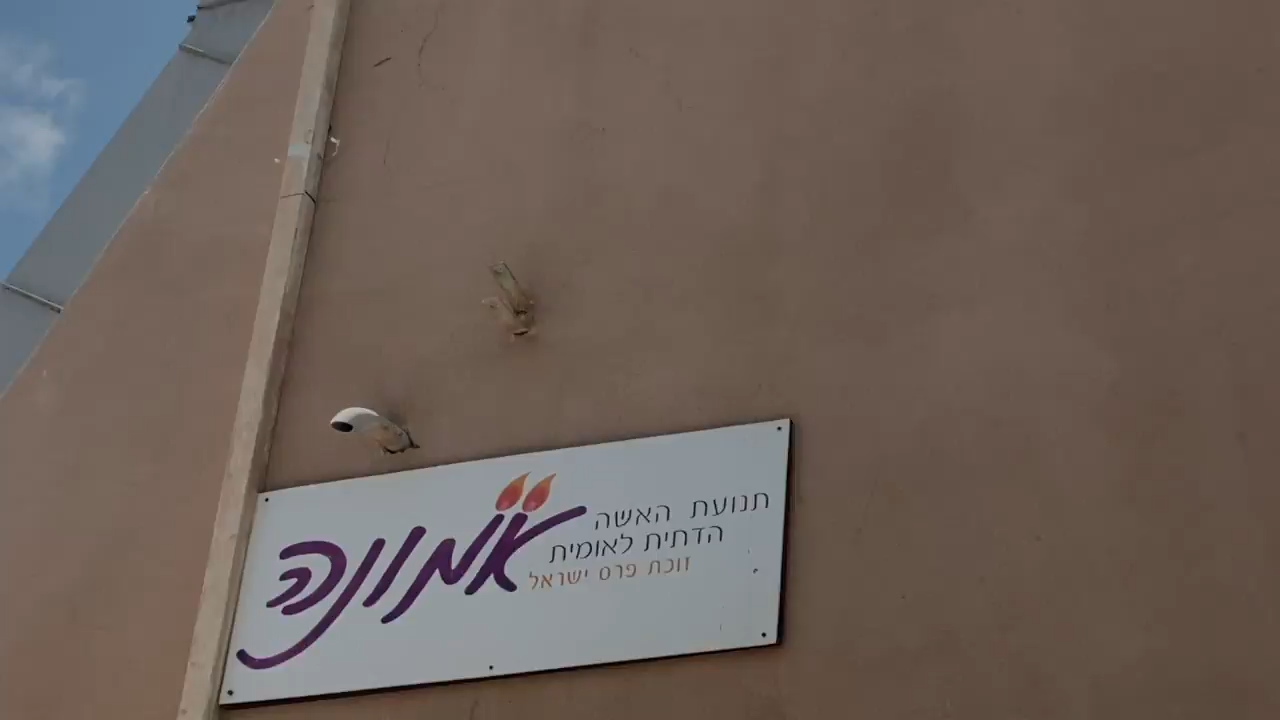 תנועת האשה
הדתית לאומית
זוכת פרס ישראל
אמונה